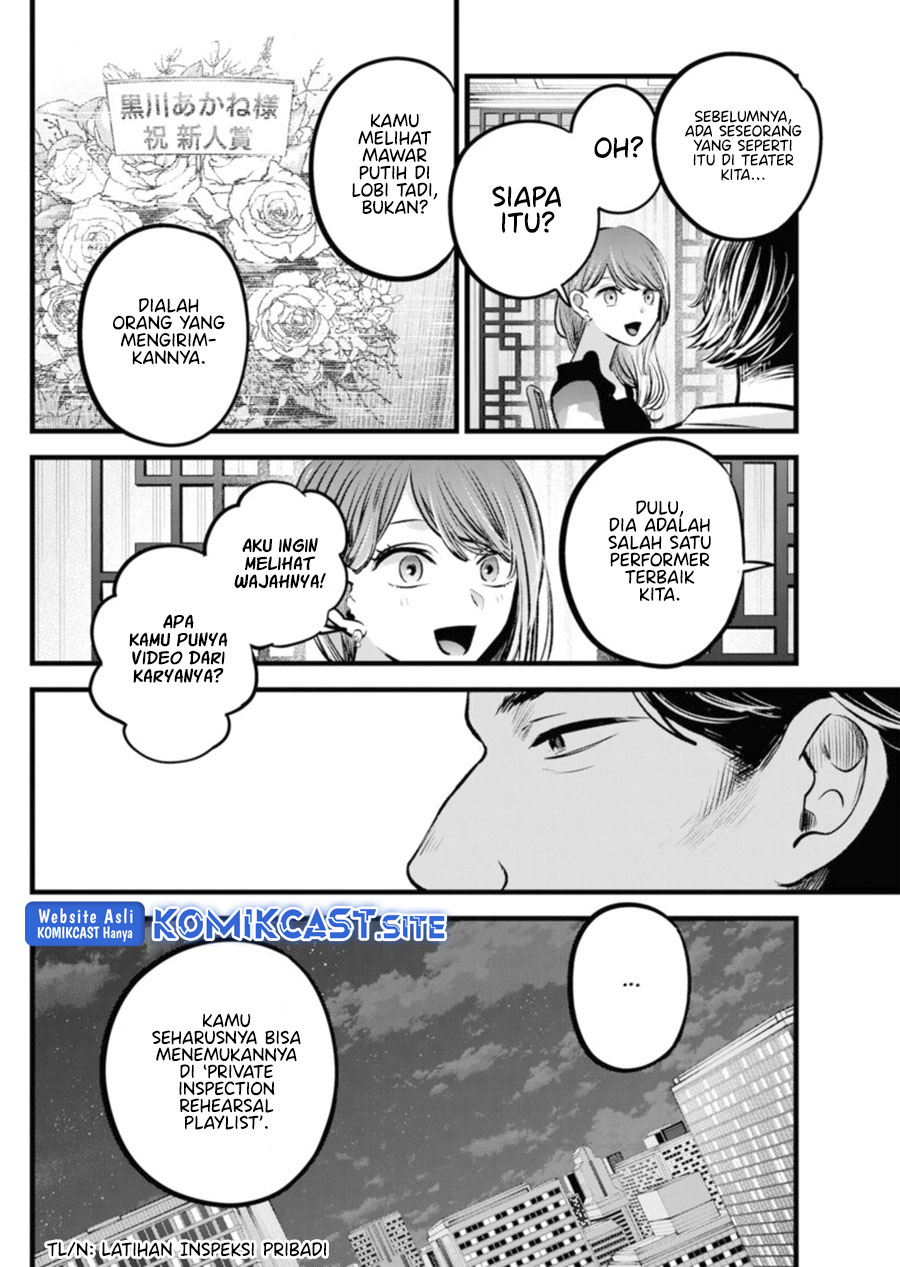 SEBELUMNYA,
ADA SESEORANG
YANG SEPERTI
ITU DI TEATER
KITA...
OH?
SIAPA
ITU?
KAMU
MELIHAT
MAWAR
PUTIH DI
LOBI TADI,
BUKAN?
黒川あかね様
祝 新人賞
DIALAH
ORANG YANG
MENGIRIM-
KANNYA.
DULU,
DIA ADALAH
SALAH SATU
PERFORMER
TERBAIK
KITA.
AKU INGIN
MELIHAT
WAJAHNYA!
APA
KAMU PUNYA
VIDEO DARI
KARYANYA?
Website Asli
KOMIKCAST Hanya
KOMIKCAST.SITE
...
KAMU
SEHARUSNYA BISA
MENEMUKANNYA
DI ‘PRIVATE
INSPECTION
REHEARSAL
PLAYLIST’.
TL/N: LATIHAN INSPEKSI PRIBADI